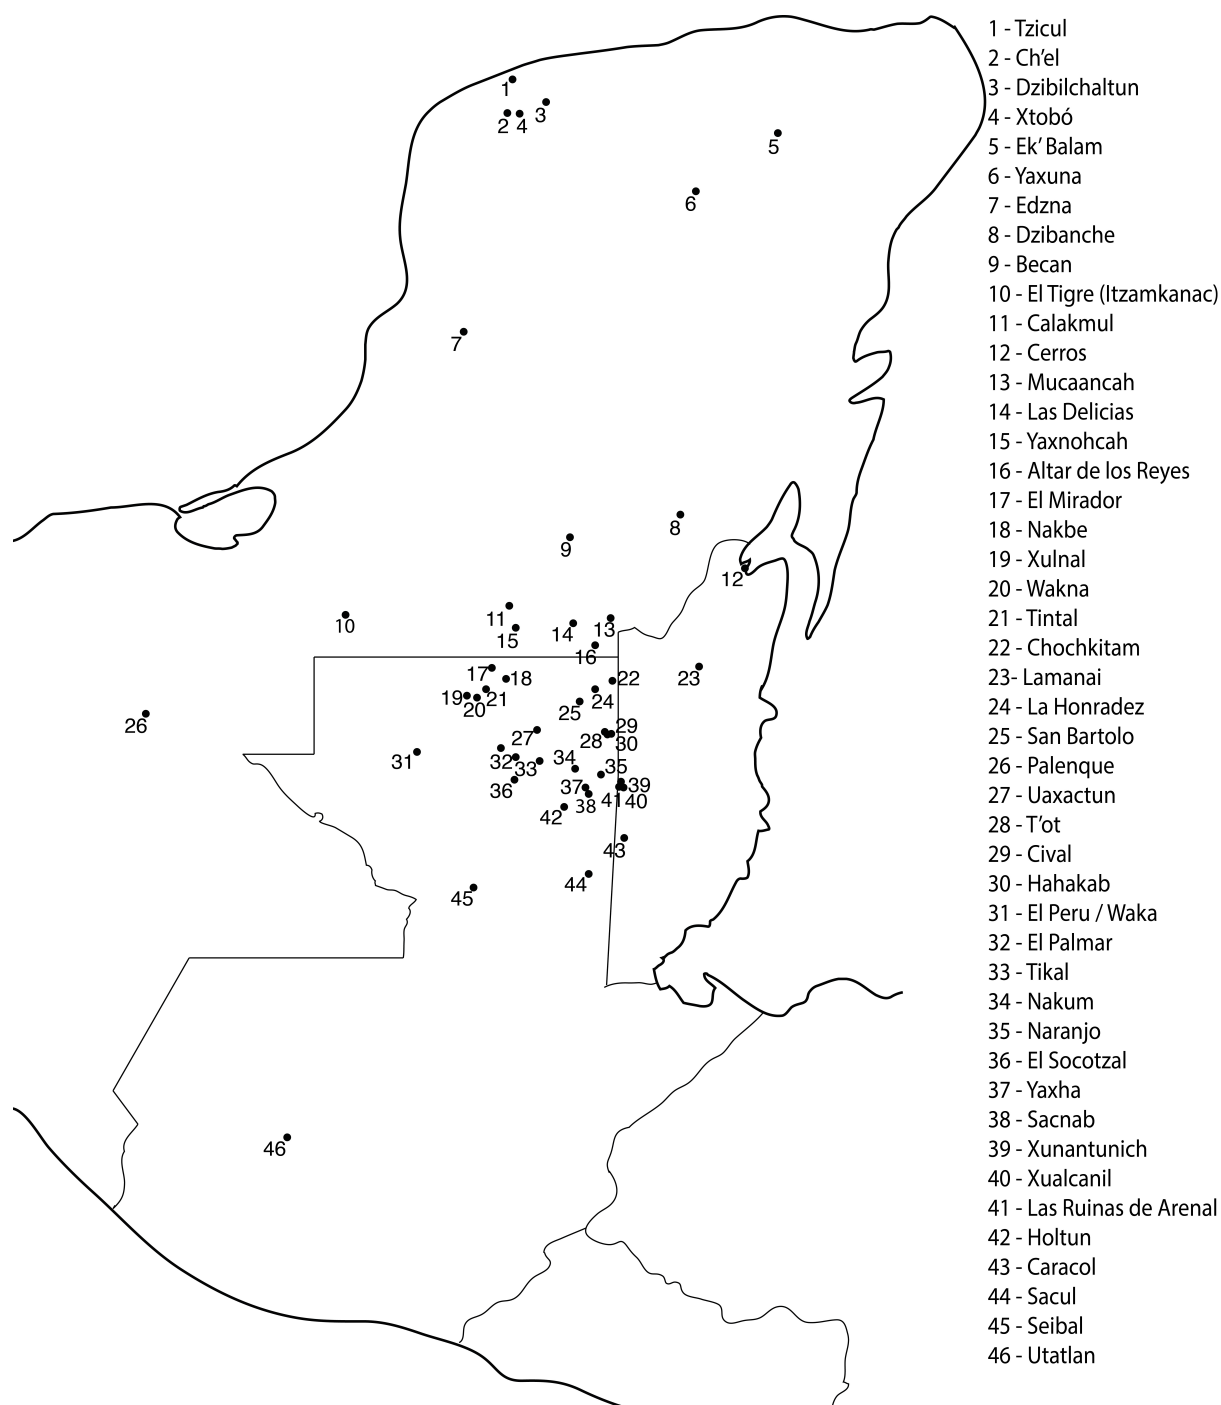 1 - Tzicul
2 - Ch’el
3 - Dzibilchaltun
4 - Xtobó
5 - Ek’ Balam
6 - Yaxuna
7 - Edzna
8 - Dzibanche
9 - Becan
10 - El Tigre (Itzamkanac)
11 - Calakmul
12 - Cerros
13 - Mucaancah
14 - Las Delicias
15 - Yaxnohcah
16 - Altar de los Reyes
17 - El Mirador
18 - Nakbe
19 - Xulnal
20 - Wakna
21 - Tintal
22 - Chochkitam
23- Lamanai
24 - La Honradez
25 - San Bartolo
26 - Palenque
27 - Uaxactun
28 - T’ot
29 - Cival
30 - Hahakab
31 - El Peru / Waka
32 - El Palmar
33 - Tikal
34 - Nakum
35 - Naranjo
36 - El Socotzal
37 - Yaxha
38 - Sacnab
39 - Xunantunich
40 - Xualcanil
41 - Las Ruinas de Arenal
42 - Holtun
43 - Caracol
44 - Sacul
45 - Seibal
46 - Utatlan
1
2
4
3
5
6
7
8
9
12
11
10
15
14
13
16
17
18
22
23
19
20
21
24
25
26
27
28
29
30
31
32
33
34
35
36
37
38
39
41
40
42
43
44
45
46